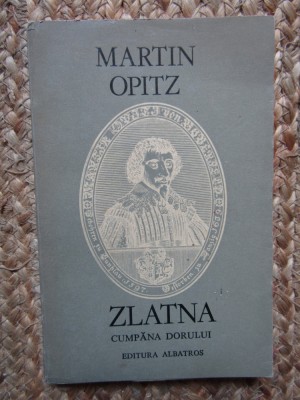 MARTIN
OPITZ
ZLATNA
CUMPĂNA DORULUI
EDITURA ALBATROS